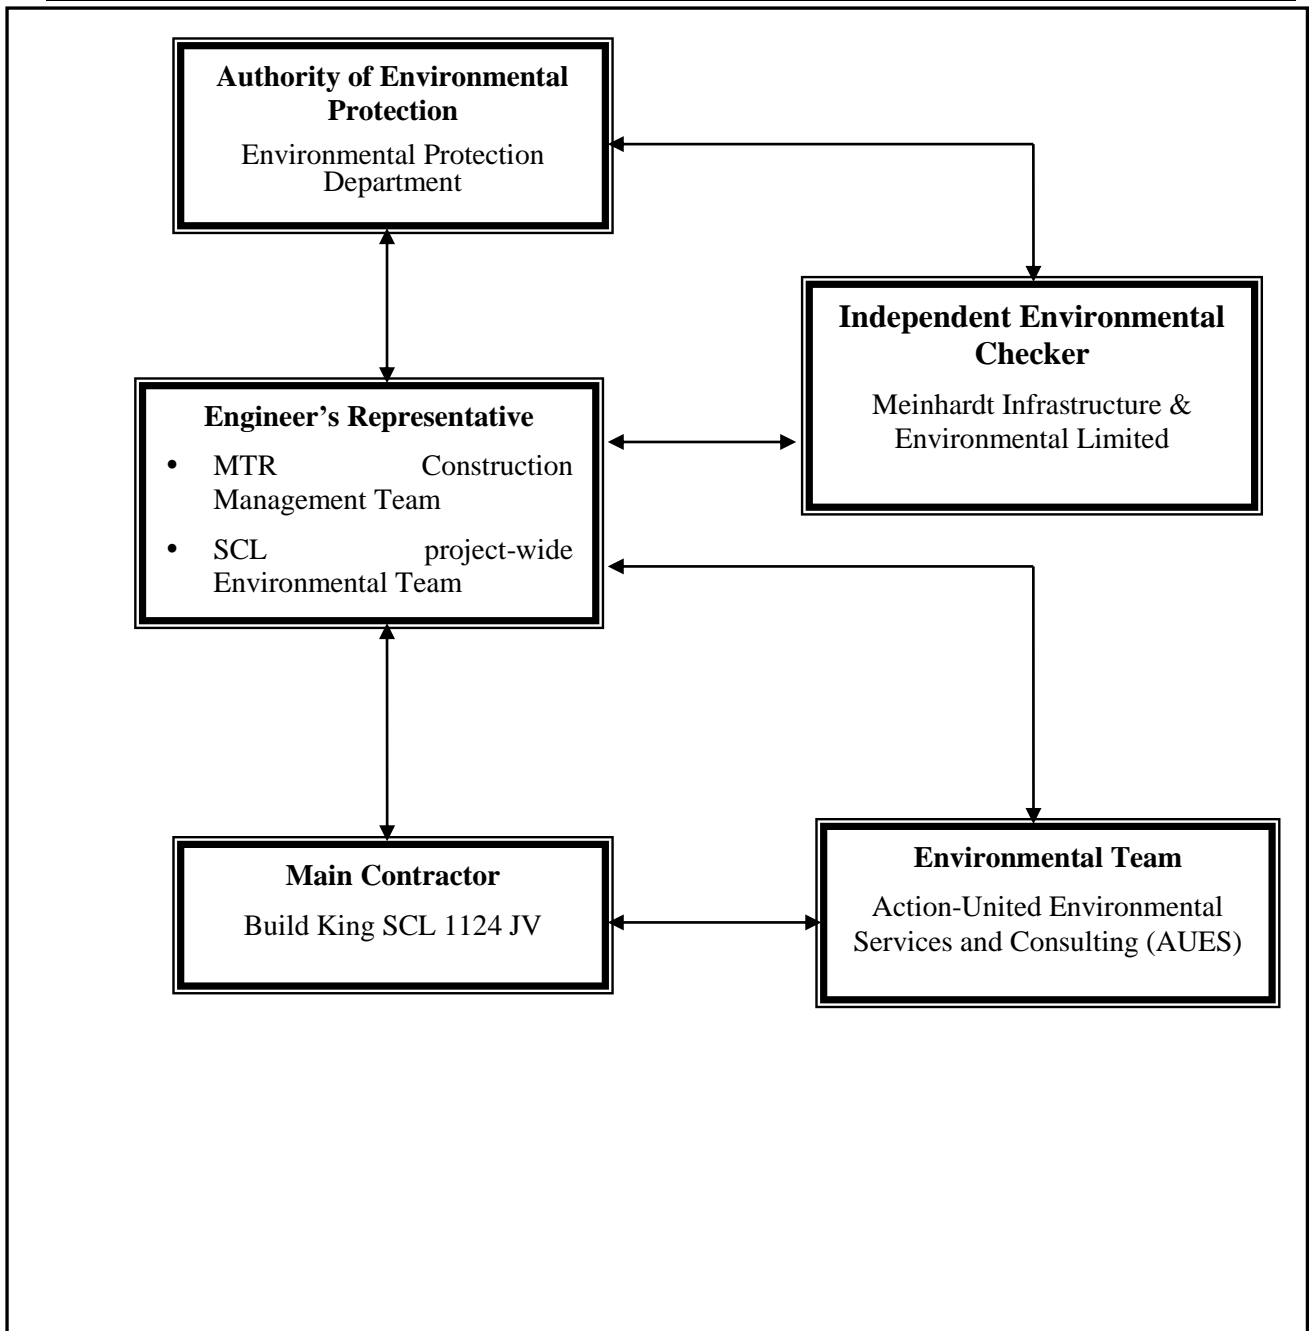 Authority of Environmental
Protection
Environmental Protection
Department
Independent Environmental
Checker
Meinhardt Infrastructure &
Environmental Limited
Engineer’s Representative
• MTR Construction
Management Team
• SCL project-wide
Environmental Team
Main Contractor
Build King SCL 1124 JV
Environmental Team
Action-United Environmental
Services and Consulting (AUES)